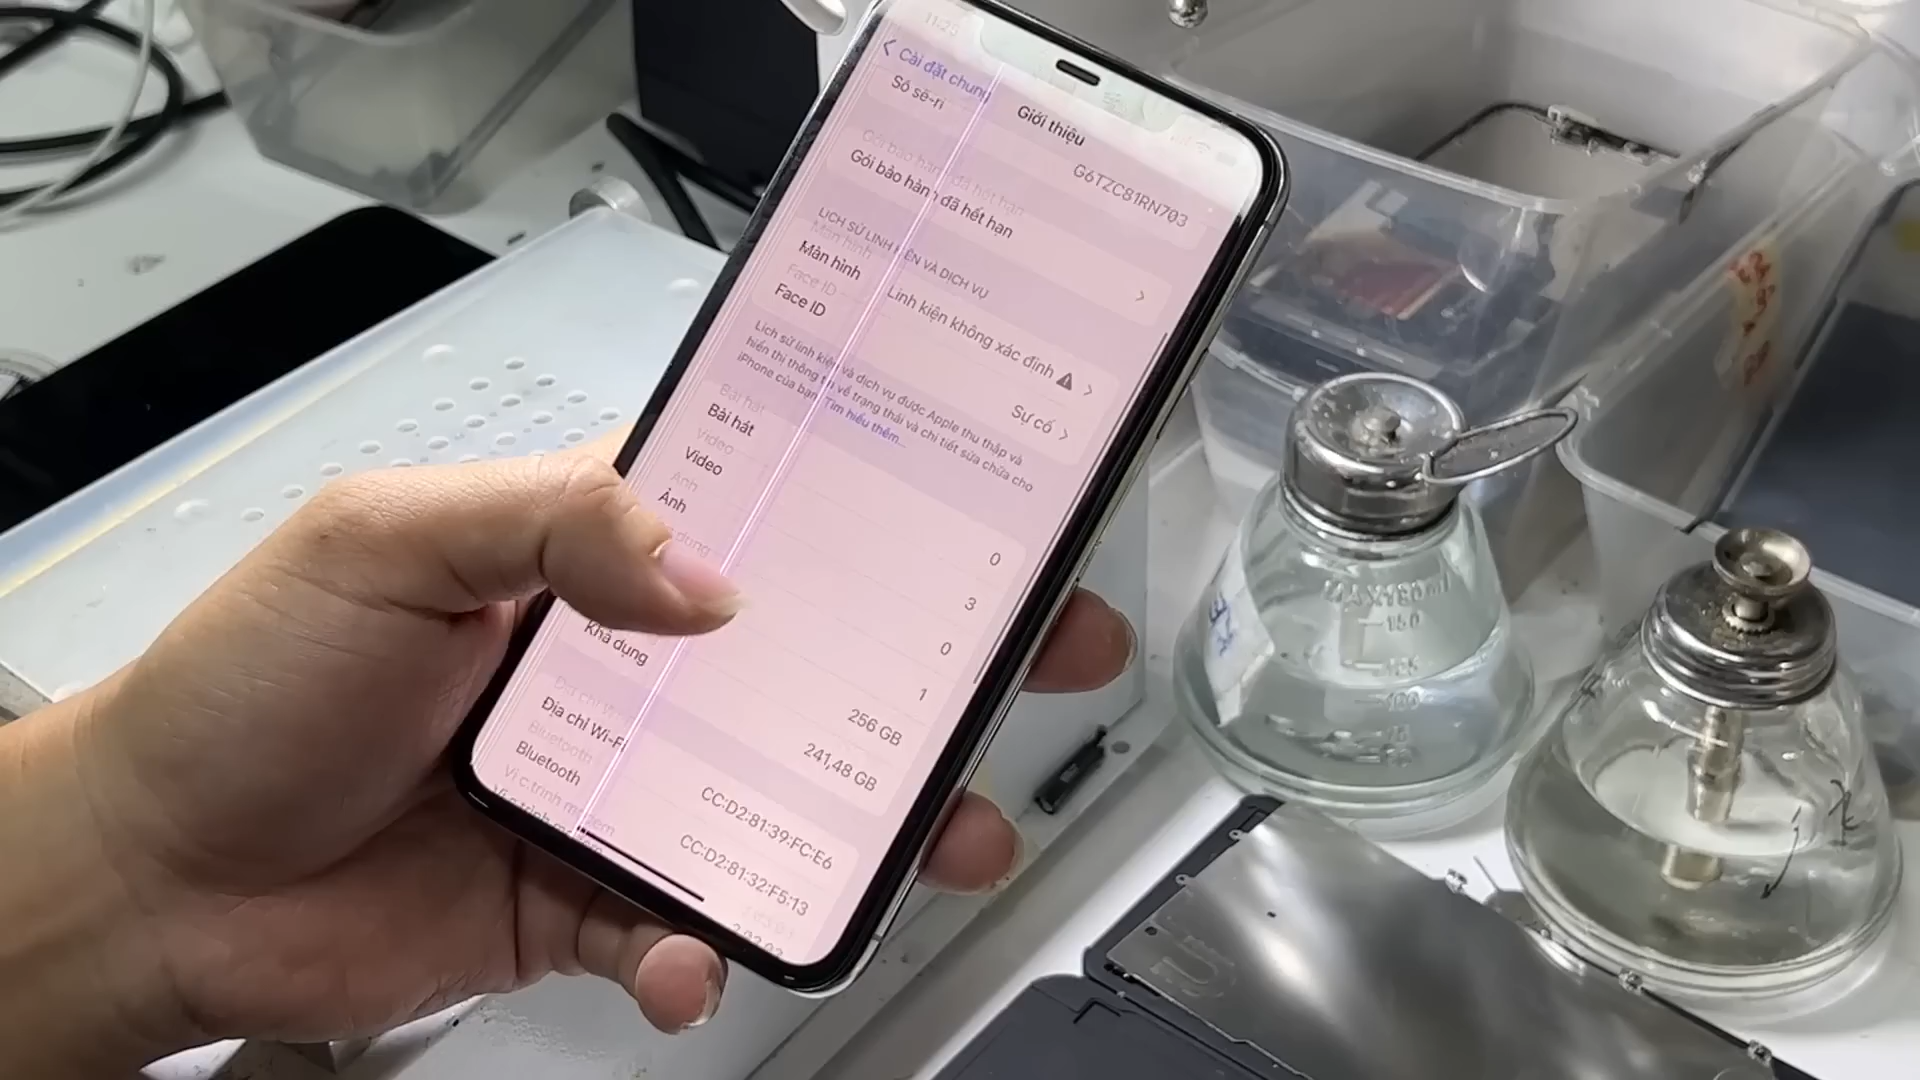 11:25
Cài đặt chung
Giới thiệu
Số sê-ri
G6TZC81RN703
Gói bảo hành đã hết hạn
LỊCH SỬ LINH KIỆN VÀ DỊCH VỤ
Màn hình
Linh kiện không xác định
Face ID
Sự cố
Lịch sử linh kiện và dịch vụ được Apple thu thập và
hiển thị thông tin về trạng thái và chi tiết sửa chữa cho
iPhone của bạn. Tìm hiểu thêm...
Bài hát
0
Video
3
Ảnh
0
1
256 GB
Khả dụng
241,48 GB
Địa chỉ Wi-Fi
CC:D2:81:39:FC:E6
Bluetooth
CC:D2:81:32:F5:13
MAX180ml
150
100